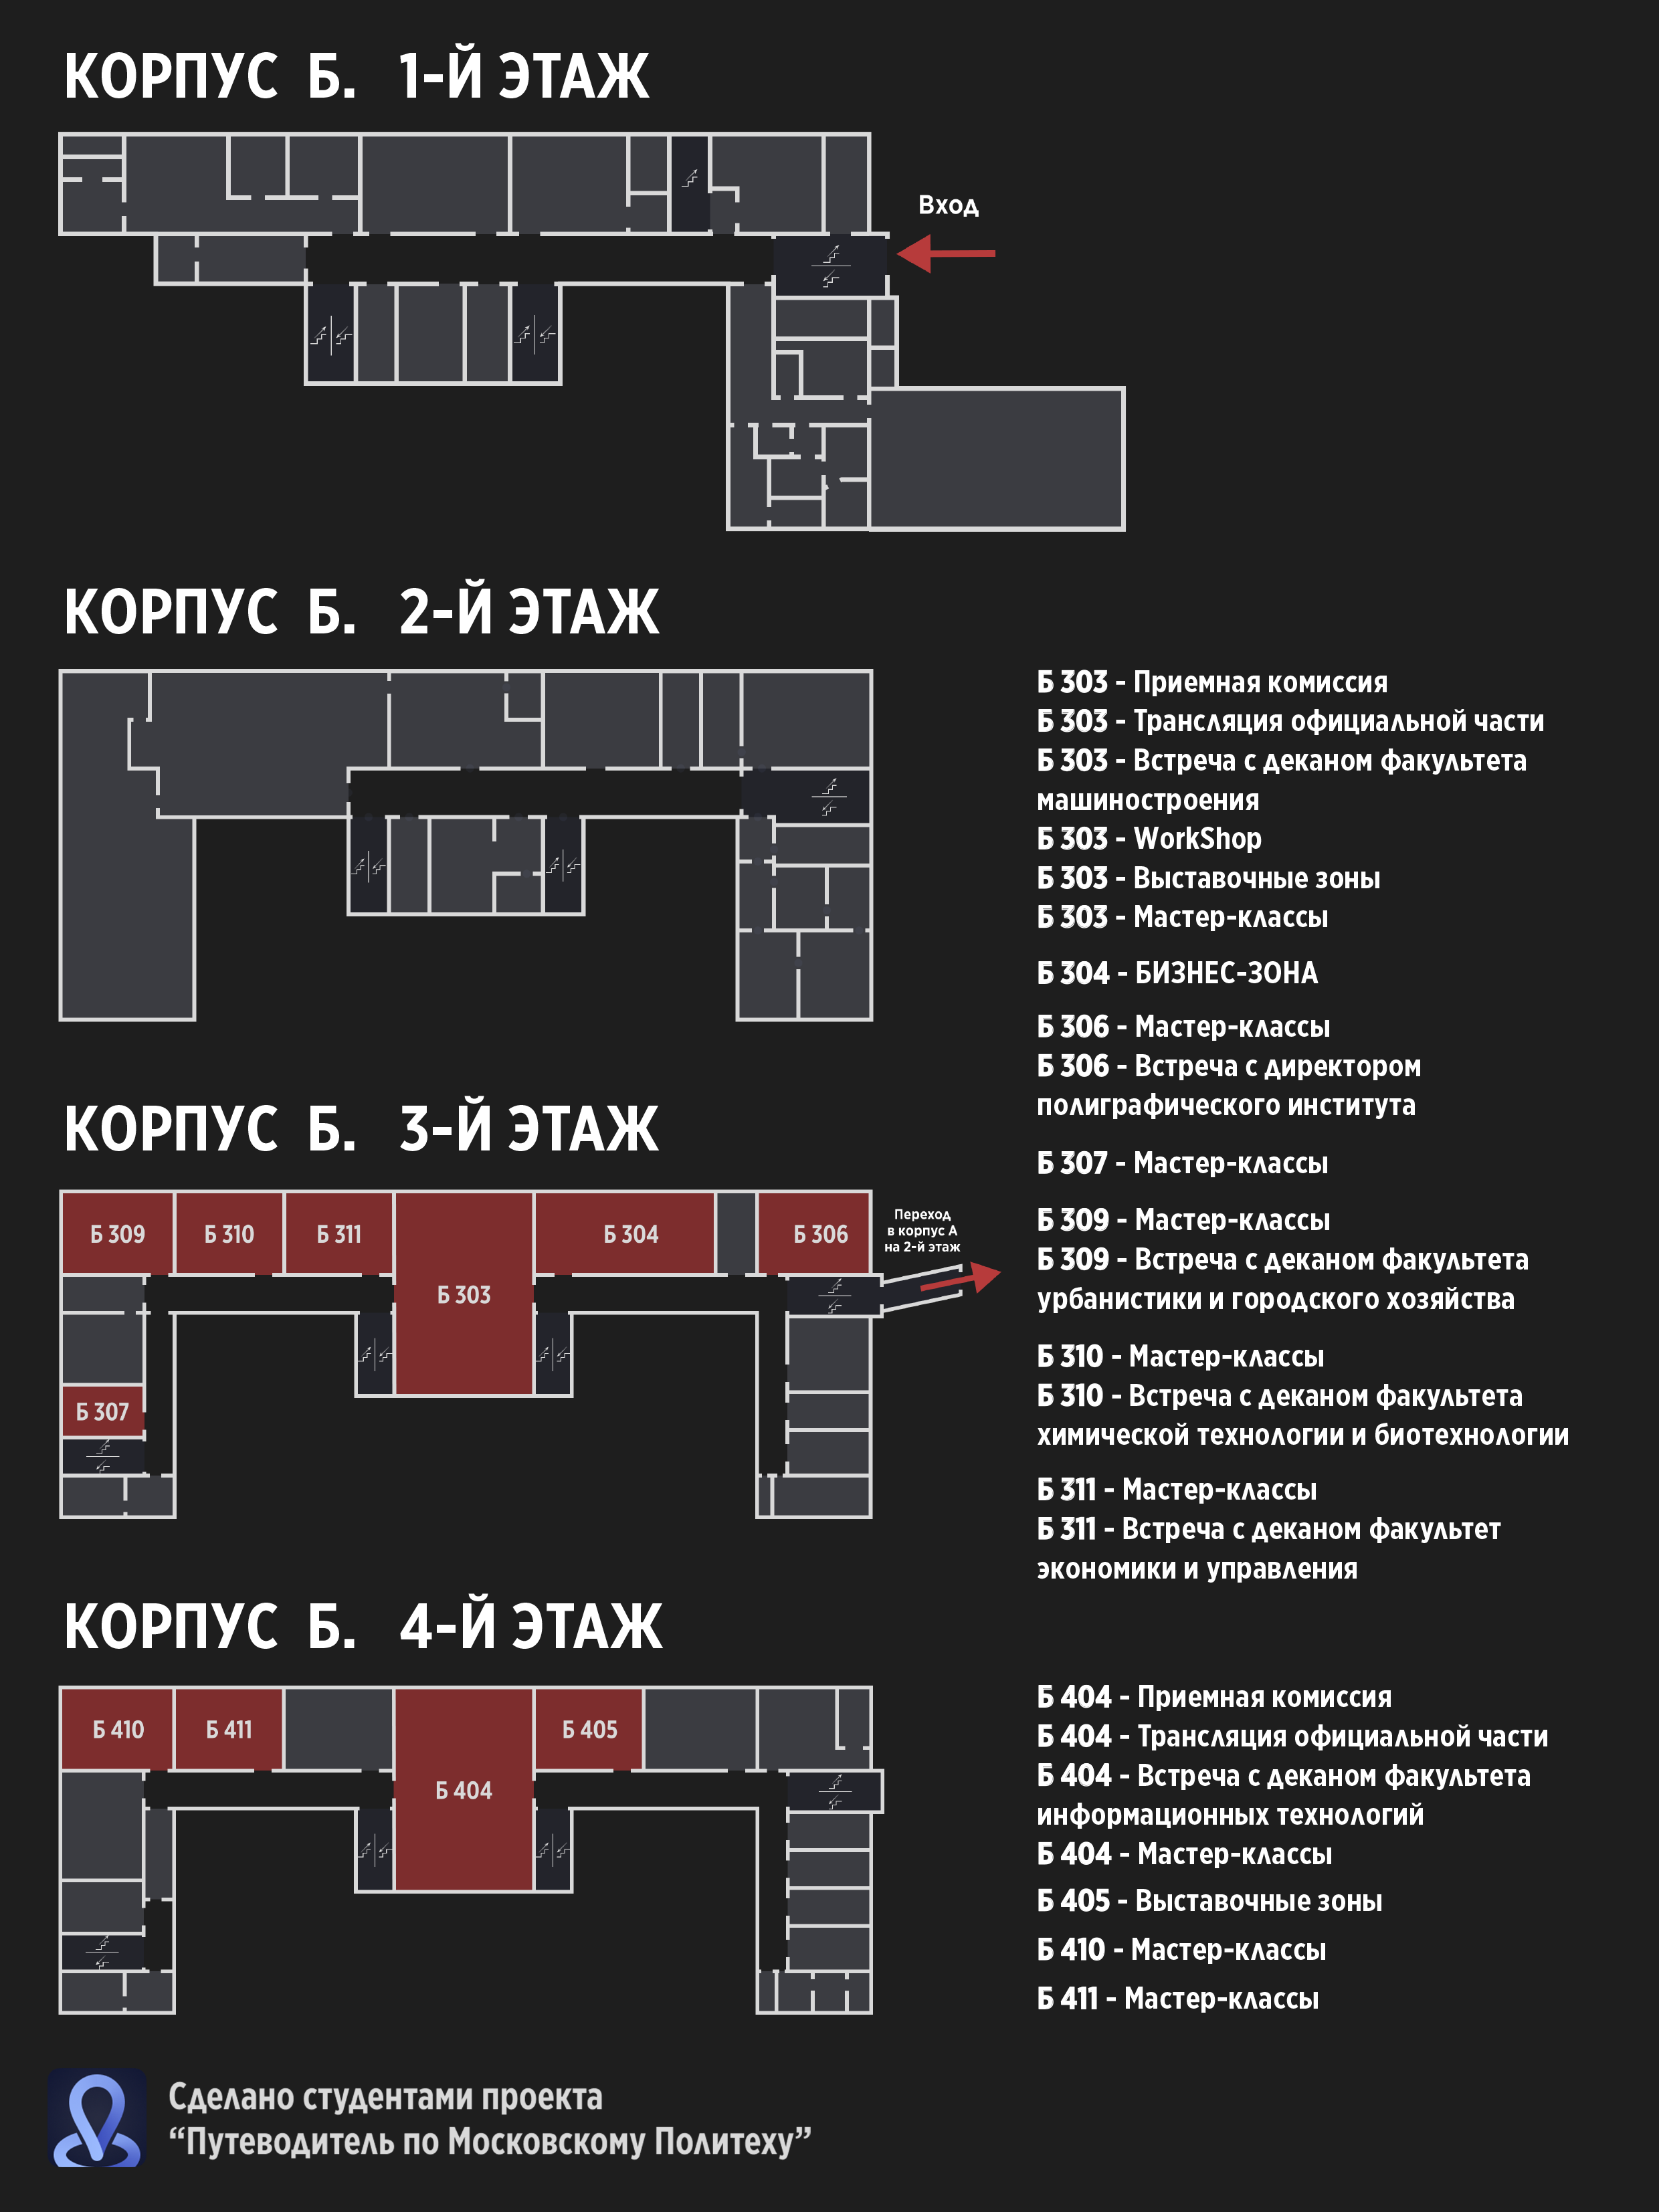 КОРПУС Б. 1-Й ЭТАЖ
Вход
КОРПУС Б. 2-Й ЭТАЖ
Б 303 - Приемная комиссия
Б 303 - Трансляция официальной части
Б 303 - Встреча с деканом факультета
машиностроения
Б 303 - WorkShop
Б 303 - Выставочные зоны
Б 303 - Мастер-классы
Б 304 - БИЗНЕС-ЗОНА
Б 306 - Мастер-классы
Б 306 - Встреча с директором
полиграфического института
Б 307 - Мастер-классы
Б 309 - Мастер-классы
Б 309 - Встреча с деканом факультета
урбанистики и городского хозяйства
Б 310 - Мастер-классы
Б 310 - Встреча с деканом факультета
химической технологии и биотехнологии
Б 311 - Мастер-классы
Б 311 - Встреча с деканом факультет
экономики и управления
КОРПУС Б. 3-Й ЭТАЖ
Б 309
Б 310
Б 311
Б 304
Б 306
Переход
в корпус А
на 2-й этаж
Б 303
Б 307
КОРПУС Б. 4-Й ЭТАЖ
Б 410
Б 411
Б 405
Б 404
Б 404 - Приемная комиссия
Б 404 - Трансляция официальной части
Б 404 - Встреча с деканом факультета
информационных технологий
Б 404 - Мастер-классы
Б 405 - Выставочные зоны
Б 410 - Мастер-классы
Б 411 - Мастер-классы
Сделано студентами проекта
“Путеводитель по Московскому Политеху”